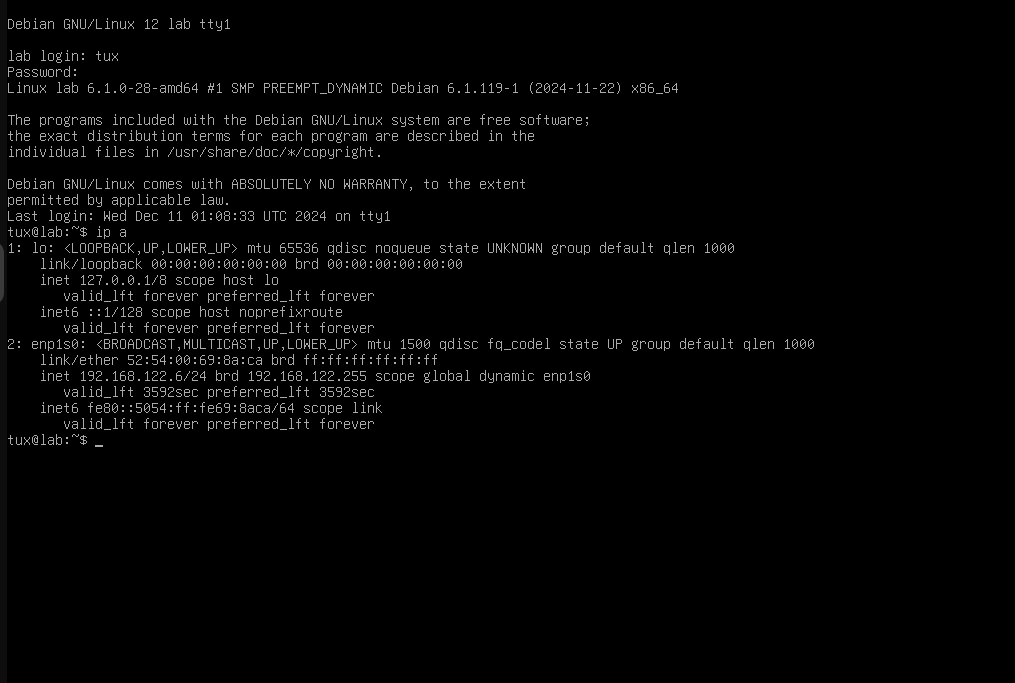 Debian GNU/Linux 12 lab tty1
lab login: tux
Password:
Linux lab 6.1.0-28-amd64 #1 SMP PREEMPT_DYNAMIC Debian 6.1.119-1 (2024-11-22) x86_64
The programs included with the Debian GNU/Linux system are free software;
the exact distribution terms for each program are described in the
individual files in /usr/share/doc/*/copyright.
Debian GNU/Linux comes with ABSOLUTELY NO WARRANTY, to the extent
permitted by applicable law.
Last login: Wed Dec 11 01:08:33 UTC 2024 on tty1
tux@lab:~$ ip a
1: lo: <LOOPBACK,UP,LOWER_UP> mtu 65536 qdisc noqueue state UNKNOWN group default qlen 1000
    link/loopback 00:00:00:00:00:00 brd 00:00:00:00:00:00
    inet 127.0.0.1/8 scope host lo
       valid_lft forever preferred_lft forever
    inet6 ::1/128 scope host noprefixroute
       valid_lft forever preferred_lft forever
2: enp1s0: <BROADCAST,MULTICAST,UP,LOWER_UP> mtu 1500 qdisc fq_codel state UP group default qlen 1000
    link/ether 52:54:00:69:8a:ca brd ff:ff:ff:ff:ff:ff
    inet 192.168.122.6/24 brd 192.168.122.255 scope global dynamic enp1s0
       valid_lft 3592sec preferred_lft 3592sec
    inet6 fe80::5054:ff:fe69:8aca/64 scope link
       valid_lft forever preferred_lft forever
tux@lab:~$ _